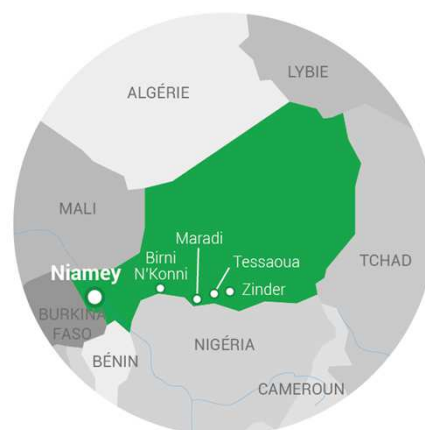 LYBIE
ALGÉRIE
MALI
Maradi
Birni
N'Konni
Tessaoua
TCHAD
Niamey
Zinder
BURKINA
FASO
NIGÉRIA
BÉNIN
CAMEROUN